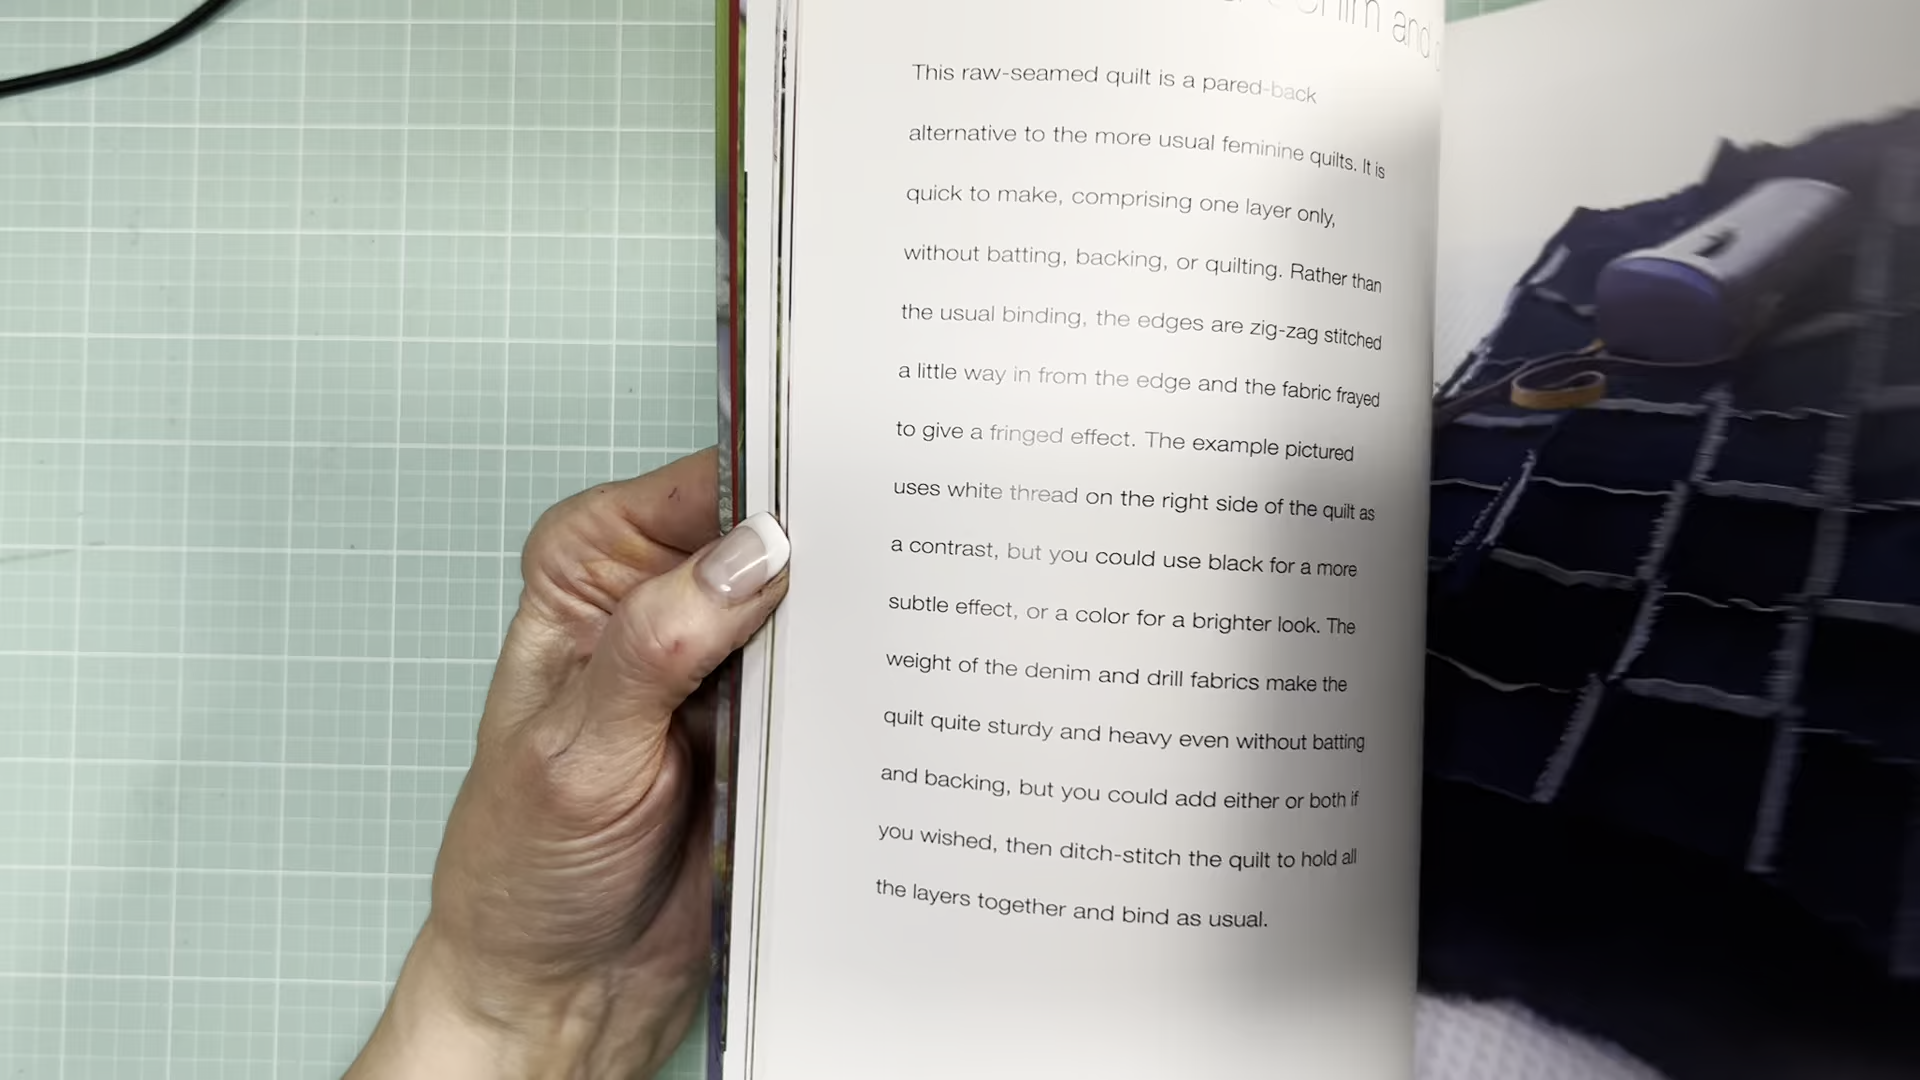 and
This raw-seamed quilt is a pared-back
alternative to the more usual feminine quilts. It is
quick to make, comprising one layer only,
without batting, backing, or quilting. Rather than
the usual binding, the edges are zig-zag stitched
a little way in from the edge and the fabric frayed
to give a fringed effect. The example pictured
uses white thread on the right side of the quilt as
a contrast, but you could use black for a more
subtle effect, or a color for a brighter look. The
weight of the denim and drill fabrics make the
quilt quite sturdy and heavy even without batting
and backing, but you could add either or both if
you wished, then ditch-stitch the quilt to hold all
the layers together and bind as usual.